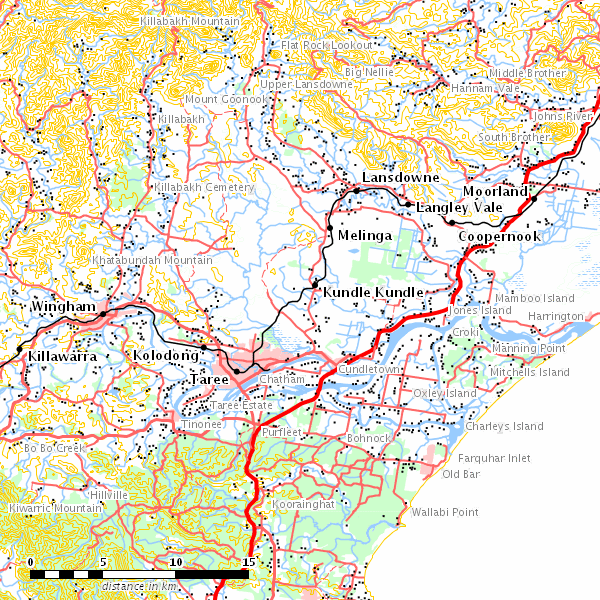 Killabakh Mountain
Flat Rock Lookout
Big Nellie
Middle Brother
Upper Lansdowne
Hannam Vale
Mount Goonook
Johns River
Killabakh
South Brother
Lansdowne
Killabakh Cemetery
Moorland
Langley Vale
Melinga
Coopernook
Khatabundah Mountain
Kundle Kundle
Mamboo Island
Wingham
Jones Island
Harrington
Croki
Killawarra
Kolodong
Manning Point
Cundletown
Mitchells Island
Taree
Chatham
Oxley Island
Taree Estate
Tinonee
Charleys Island
Purfleet
Bohnock
Bo Bo Creek
Farquhar Inlet
Old Bar
Hillville
Kiwarric Mountain
Koorainghat
Wallabi Point
0 5 10 15
distance in km